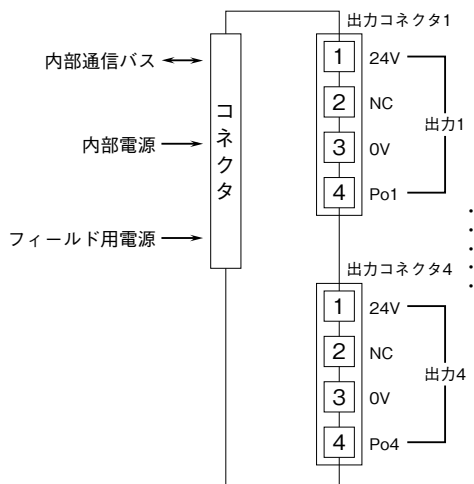 出力コネクタ1
内部通信バス
コネクタ
1 24V
2 NC
出力1
内部電源
3 0V
4 Po1
フィールド用電源
出力コネクタ4
1 24V
2 NC
出力4
3 0V
4 Po4